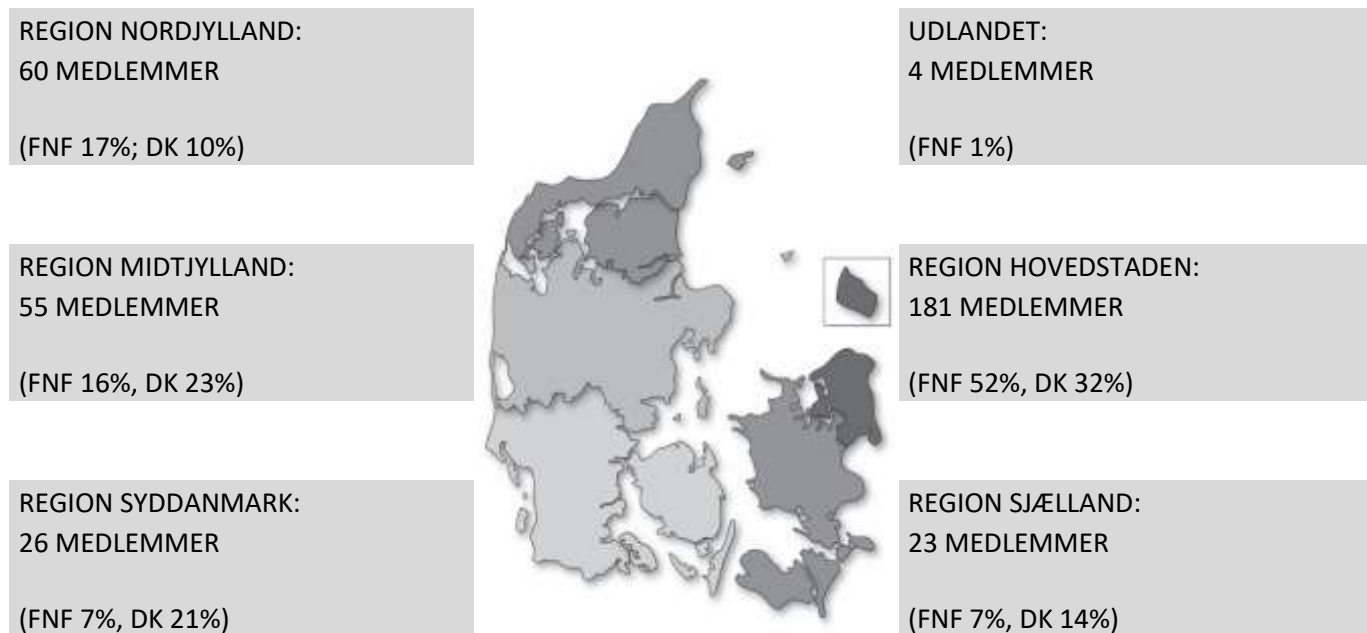 REGION NORDJYLLAND:
60 MEDLEMMER
(FNF 17%; DK 10%)
UDLANDET:
4 MEDLEMMER
(FNF 1%)
REGION MIDTJYLLAND:
55 MEDLEMMER
(FNF 16%, DK 23%)
REGION HOVEDSTADEN:
181 MEDLEMMER
(FNF 52%, DK 32%)
REGION SYDDANMARK:
26 MEDLEMMER
(FNF 7%, DK 21%)
REGION SJÆLLAND:
23 MEDLEMMER
(FNF 7%, DK 14%)